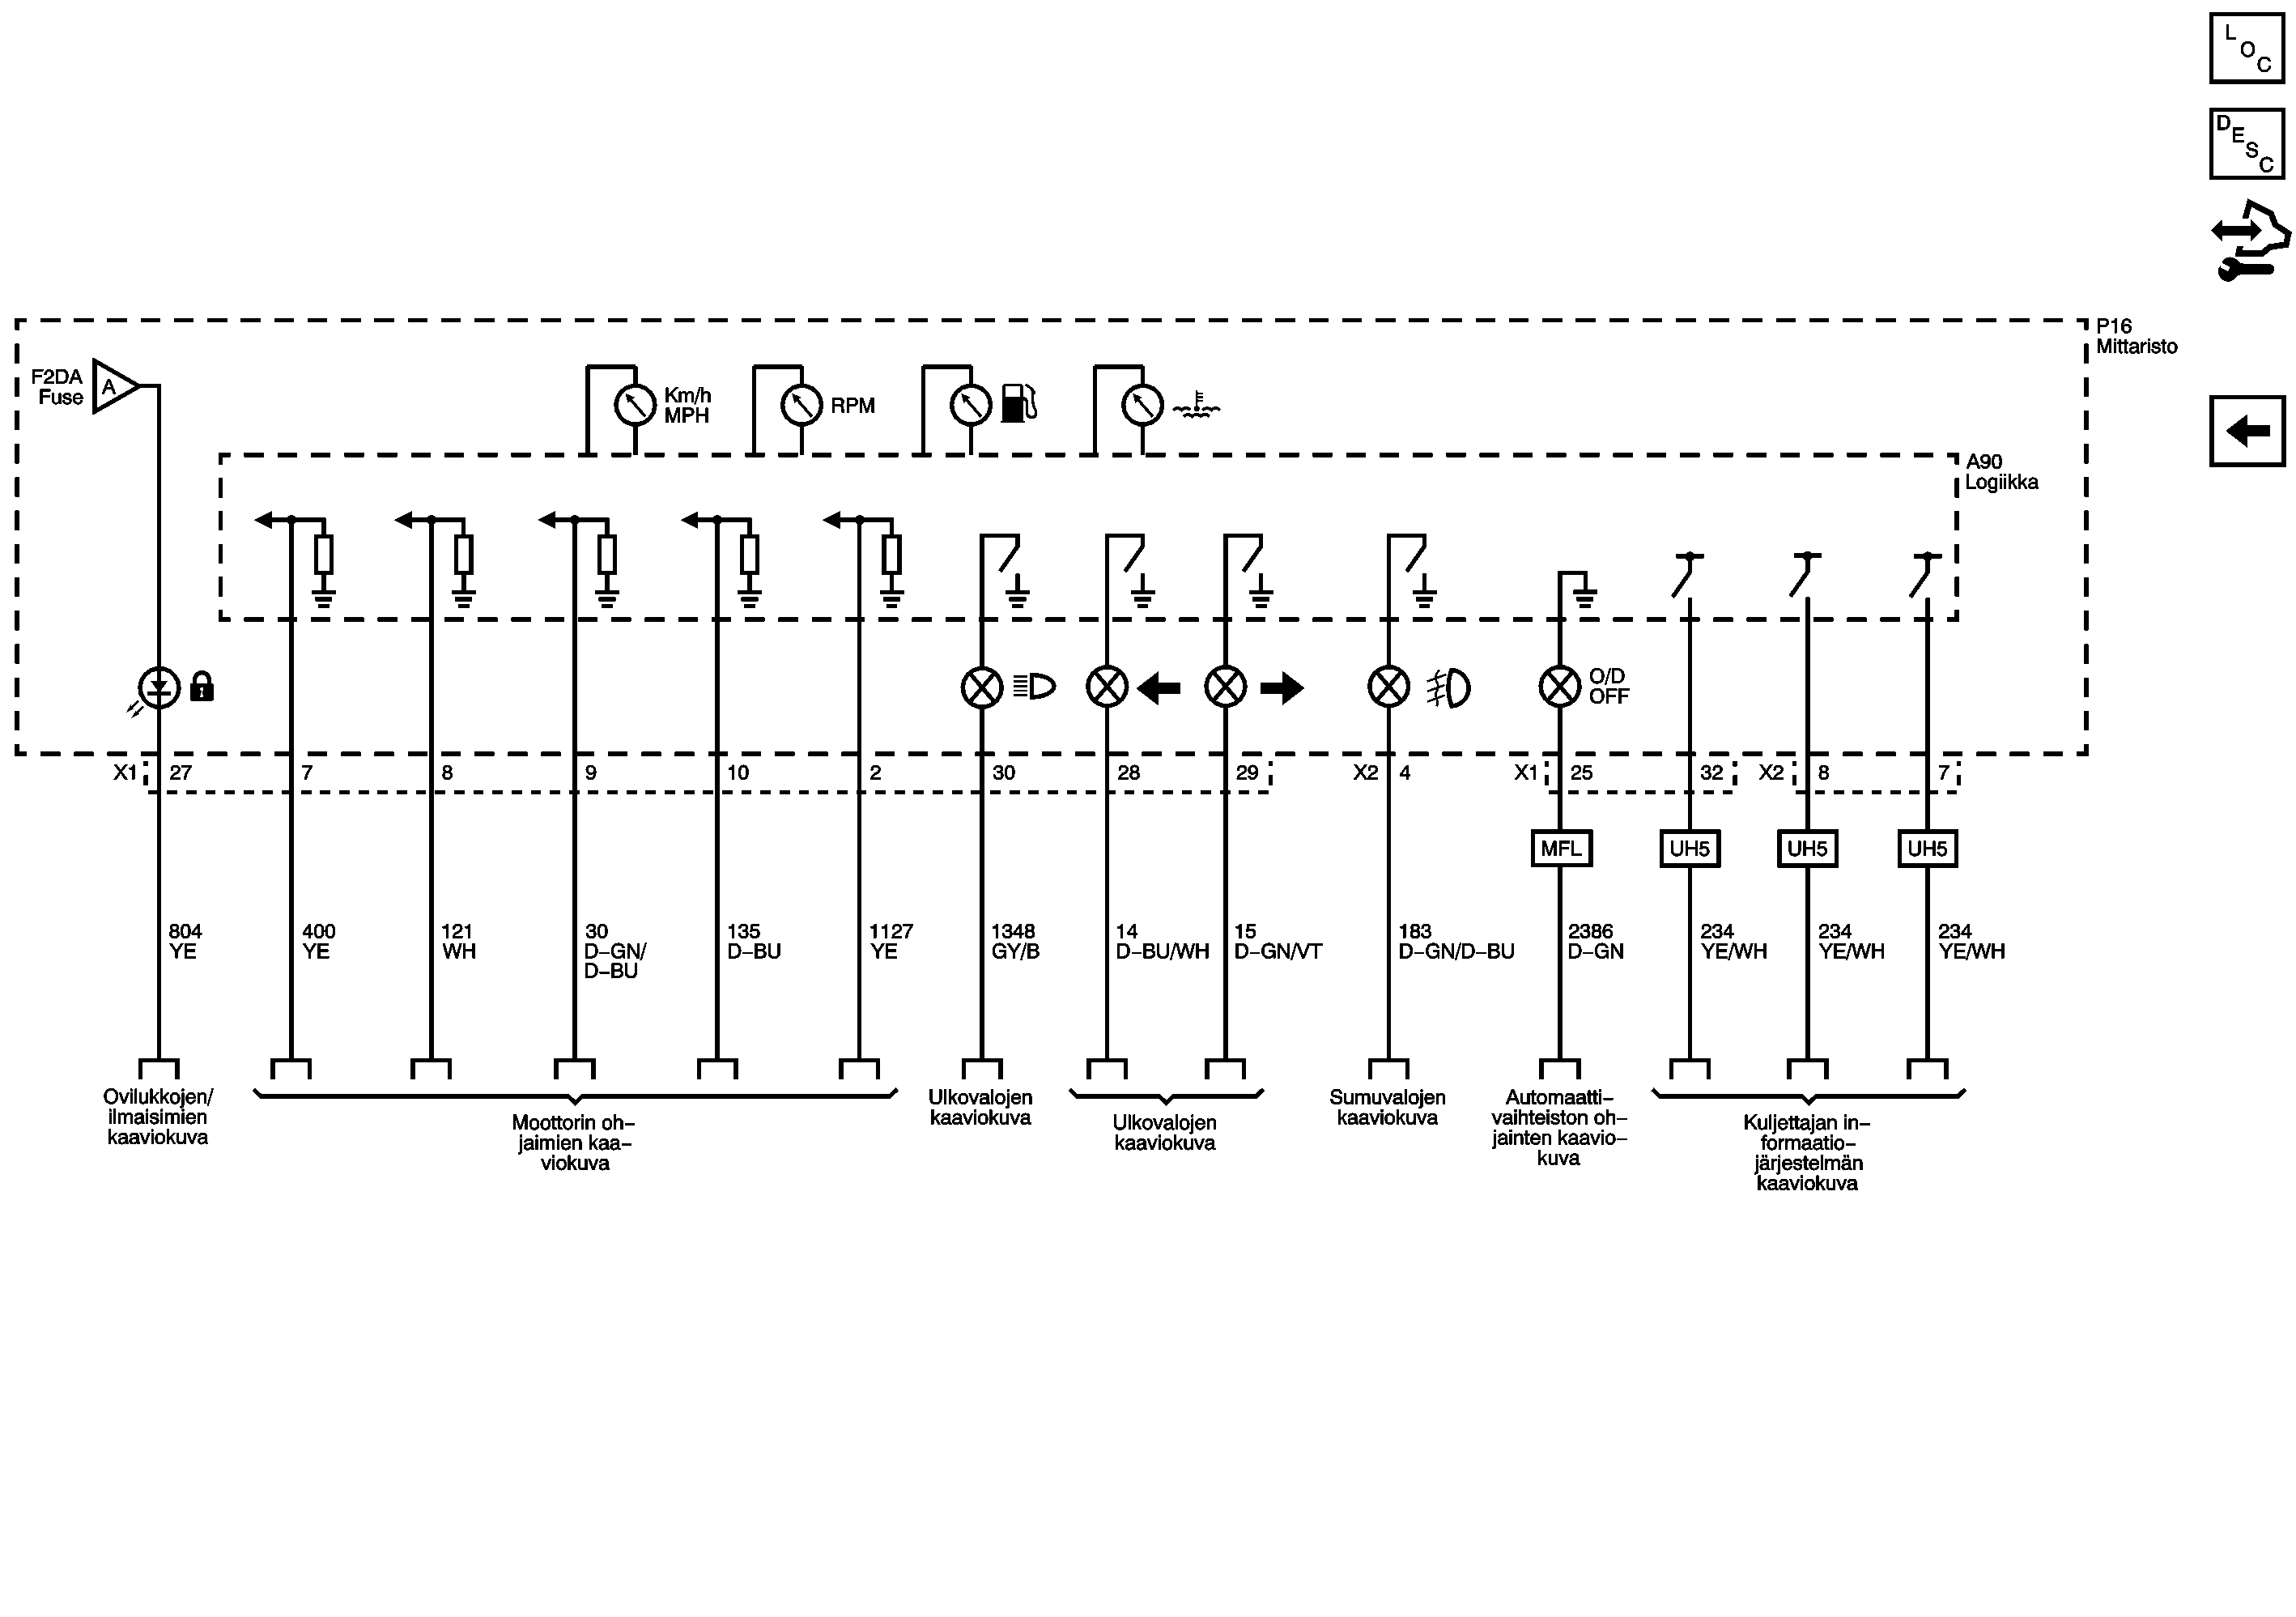 L
O
C
D
E
S
C
P16
Mittaristo
F2DA
Fuse
A
Km/h
MPH
RPM
A90
Logiikka
O/D
OFF
X1 27 7 8 9 10 2 30 28 29 X2 4 X1 25 32 X2 8 7
MFL UH5 UH5 UH5
804
YE
400
YE
121
WH
30
D–GN/
D–BU
135
D–BU
1127
YE
1348
GY/B
14
D–BU/WH
15
D–GN/VT
183
D–GN/D–BU
2386
D–GN
234
YE/WH
234
YE/WH
234
YE/WH
Ovilukkojen/
ilmaisimien
kaaviokuva
Moottorin oh–
jaimien kaa–
viokuva
Ulkovalojen
kaaviokuva
Ulkovalojen
kaaviokuva
Sumuvalojen
kaaviokuva
Automaatti–
vaihteiston oh–
jainten kaavio–
kuva
Kuljettajan in–
formaatio–
järjestelmän
kaaviokuva